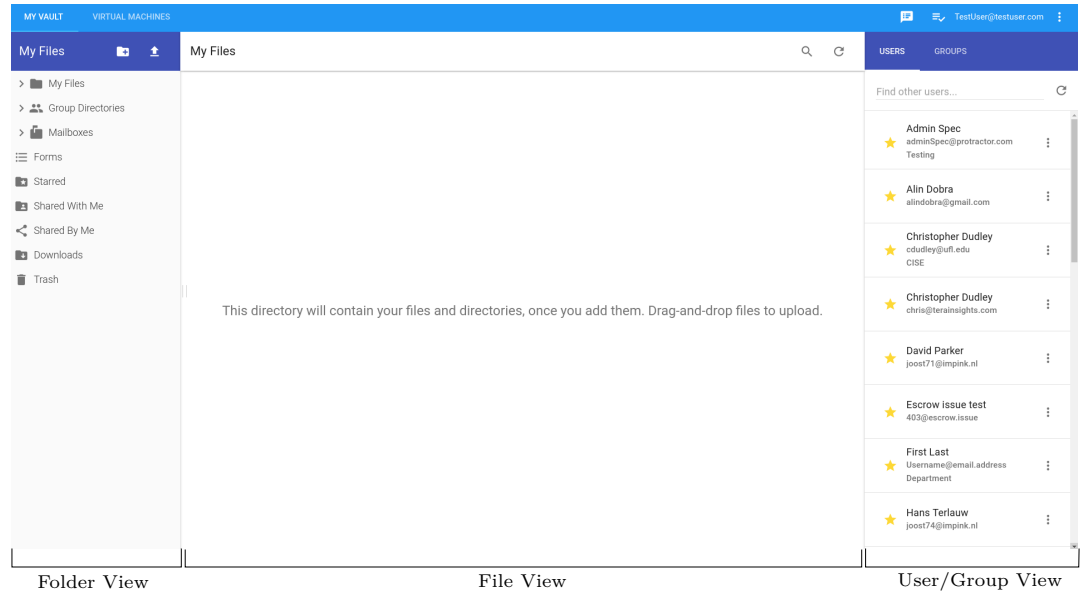 MY VAULT VIRTUAL MACHINES TestUser@testuser.com
My Files
My Files
Group Directories
Mailboxes
Forms
Starred
Shared With Me
Shared By Me
Downloads
Trash
My Files
This directory will contain your files and directories, once you add them. Drag-and-drop files to upload.
USERS GROUPS
Find other users...
Admin Spec
adminSpec@protractor.com
Testing
Alin Dobra
alindobra@gmail.com
Christopher Dudley
cdudley@ufl.edu
CISE
Christopher Dudley
chris@terainsights.com
David Parker
joost71@impink.nl
Escrow issue test
403@escrow.issue
First Last
Username@email.address
Department
Hans Terlauw
joost74@impink.nl
Folder View File View User/Group View